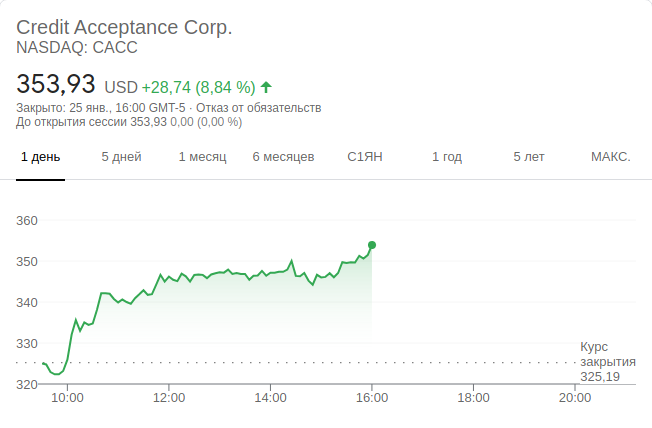 Credit Acceptance Corp.
NASDAQ: CACC
353,93 USD +28,74 (8,84 %)
Закрыто: 25 янв., 16:00 GMT-5 · Отказ от обязательств
До открытия сессии 353,93 0,00 (0,00 %)
1 день 5 дней 1 месяц 6 месяцев С1ЯН 1 год 5 лет МАКС.
360
350
340
330
320
Курс
закрытия
325,19
10:00 12:00 14:00 16:00 18:00 20:00